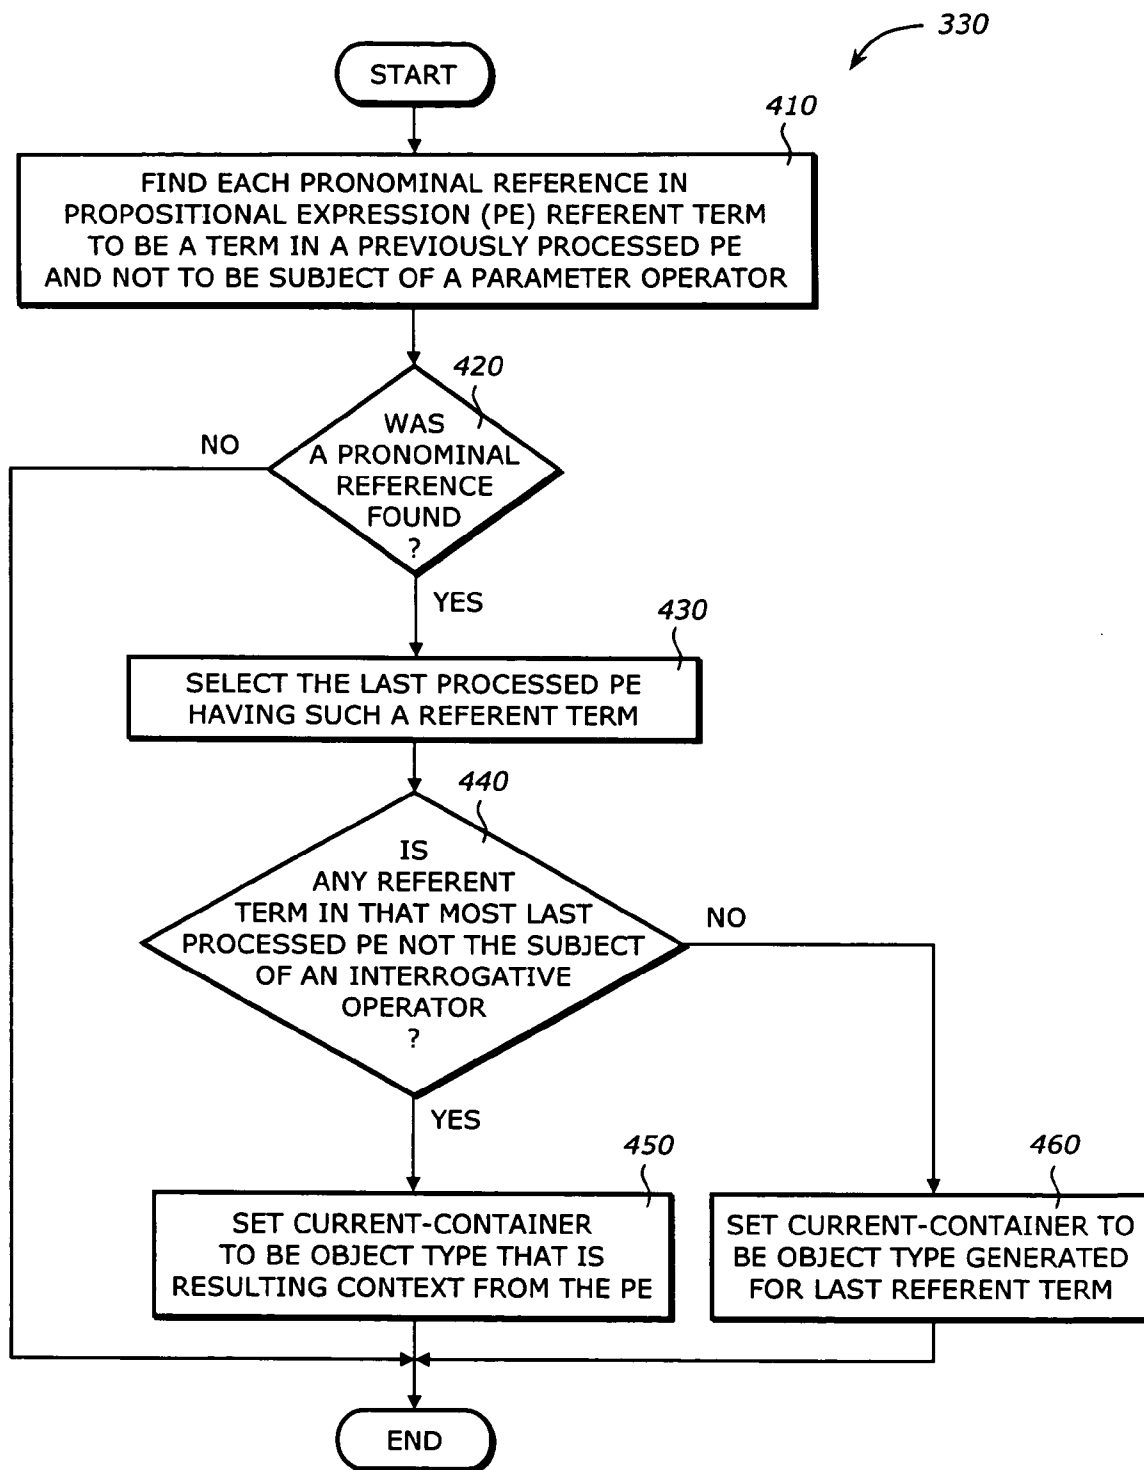 330
START
410
FIND EACH PRONOMINAL REFERENCE IN
PROPOSITIONAL EXPRESSION (PE) REFERENT TERM
TO BE A TERM IN A PREVIOUSLY PROCESSED PE
AND NOT TO BE SUBJECT OF A PARAMETER OPERATOR
420
WAS
A PRONOMINAL
REFERENCE
FOUND
?
NO
YES
430
SELECT THE LAST PROCESSED PE
HAVING SUCH A REFERENT TERM
440
IS
ANY REFERENT
TERM IN THAT MOST LAST
PROCESSED PE NOT THE SUBJECT
OF AN INTERROGATIVE
OPERATOR
?
NO
YES
450
SET CURRENT-CONTAINER
TO BE OBJECT TYPE THAT IS
RESULTING CONTEXT FROM THE PE
460
SET CURRENT-CONTAINER TO
BE OBJECT TYPE GENERATED
FOR LAST REFERENT TERM
END